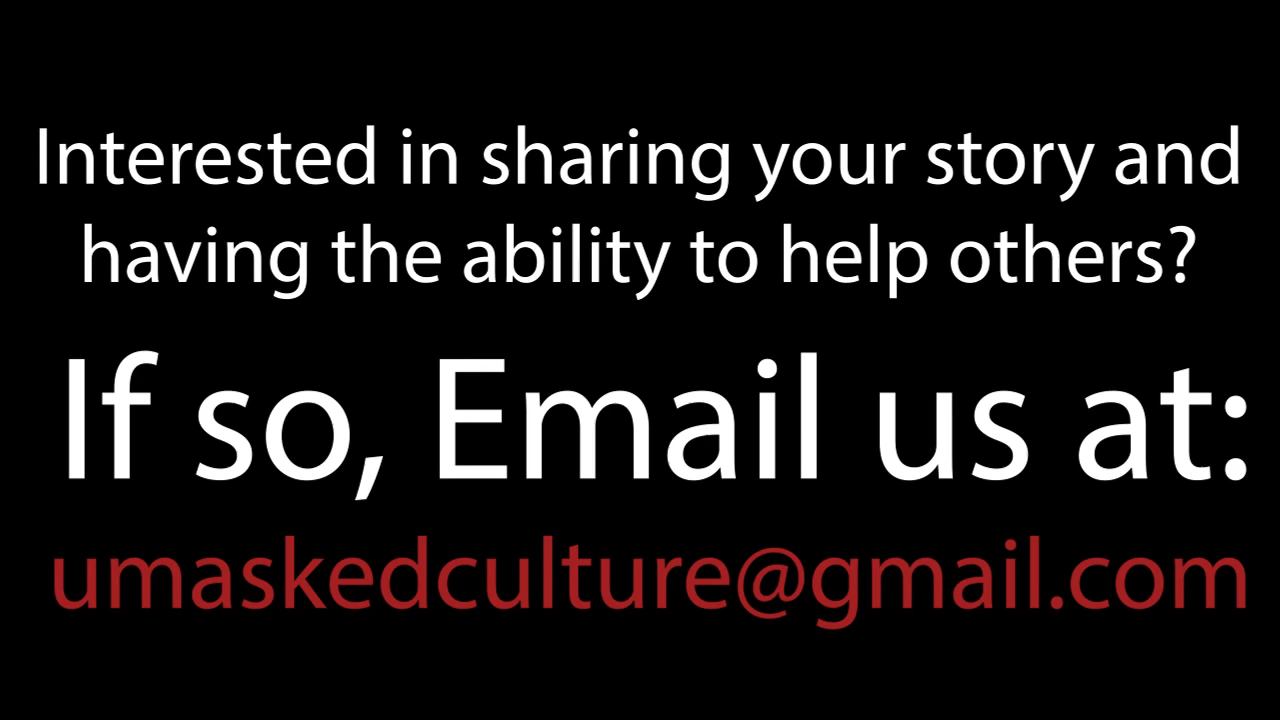 Interested in sharing your story and
having the ability to help others?
If so, Email us at:
umaskedculture@gmail.com